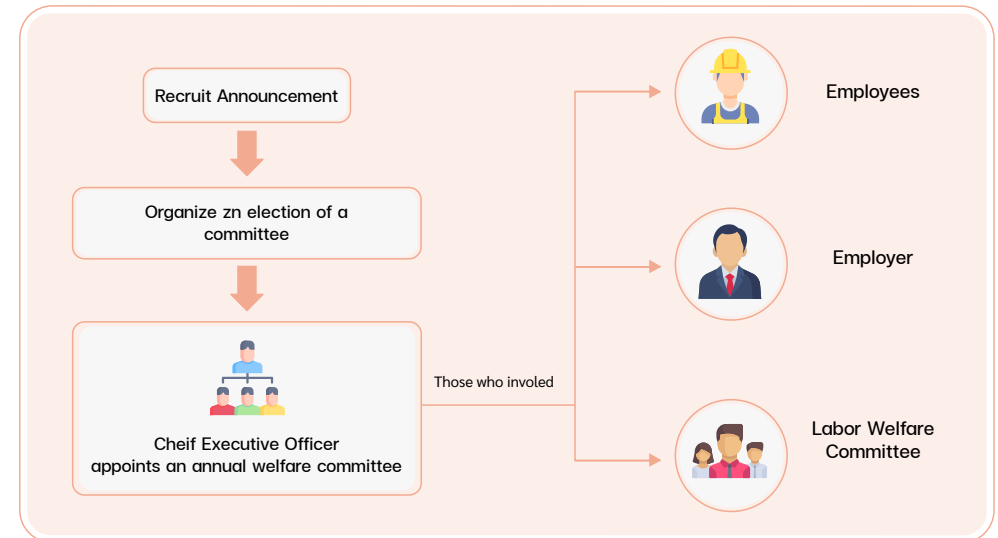 Recruit Announcement
Organize zn election of a
committee
Cheif Executive Officer
appoints an annual welfare committee
Those who involed
Employees
Employer
Labor Welfare
Committee